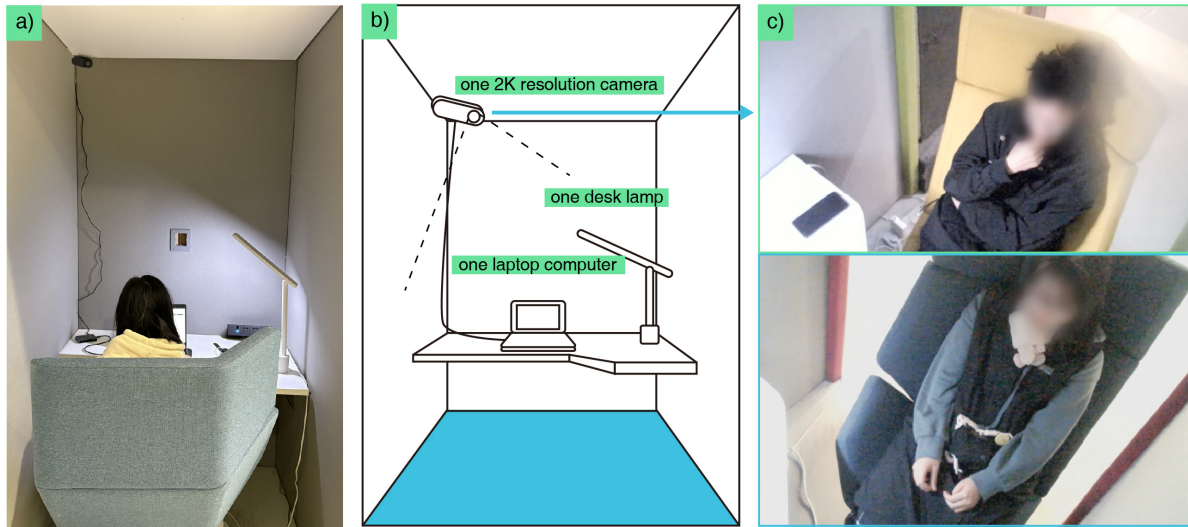 a)
b)
c)
one 2K resolution camera
one desk lamp
one laptop computer